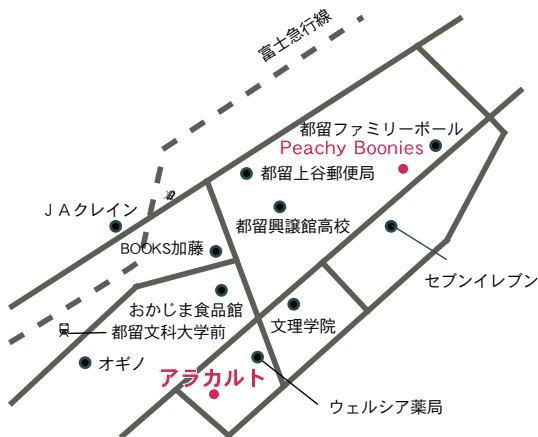 富士急行線
都留ファミリーボール
Peachy Boonies
都留上谷郵便局
ＪＡクレイン
都留興譲館高校
BOOKS加藤
セブンイレブン
おかじま食品館
文理学院
都留文科大学前
オギノ
アラカルト
ウェルシア薬局